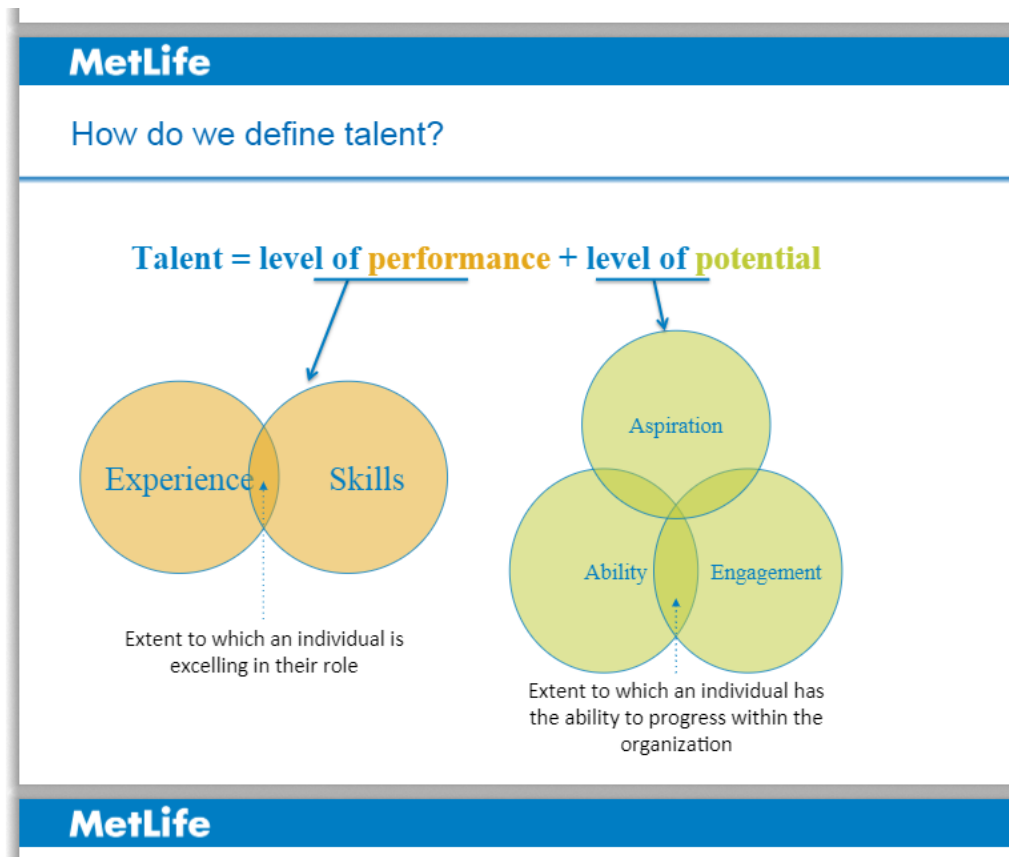 MetLife
How do we define talent?
Talent = level of performance + level of potential
Experience
Skills
Extent to which an individual is
excelling in their role
Aspiration
Ability
Engagement
Extent to which an individual has
the ability to progress within the
organization
MetLife